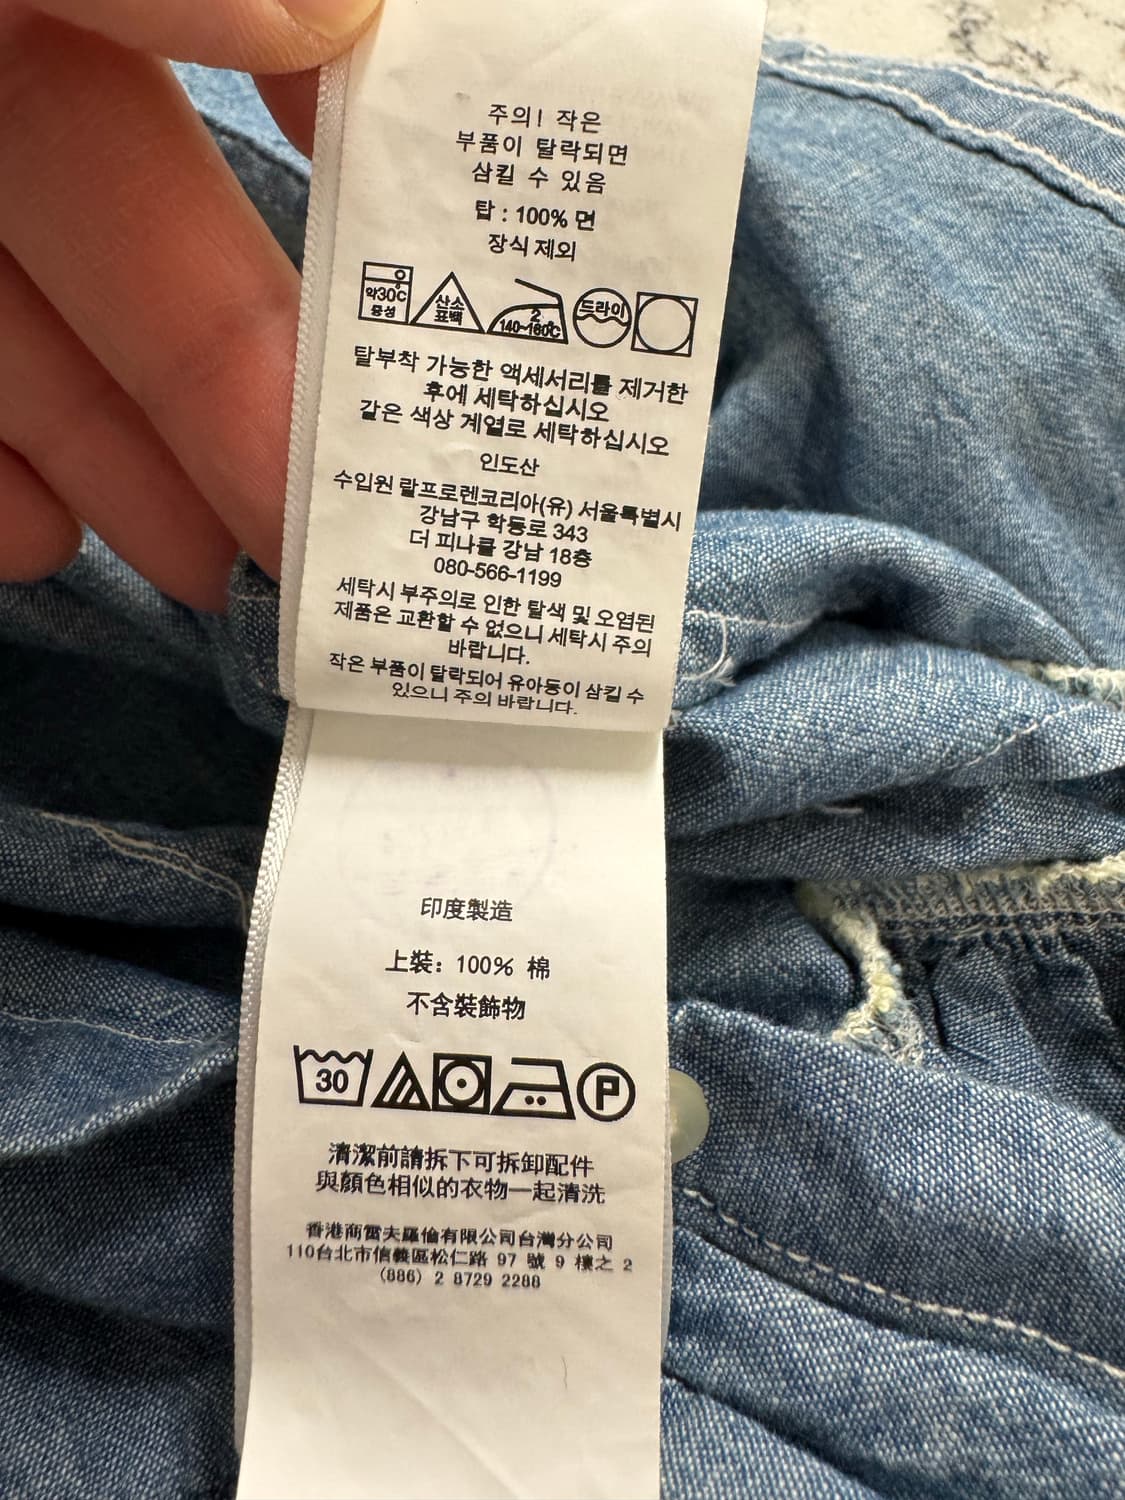 주의! 작은
부품이 탈락되면
삼킬 수 있음
탑 : 100% 면
장식 제외
약30℃
중성
산소
표백
2
140~160℃
드라이
탈부착 가능한 액세서리를 제거한
후에 세탁하십시오
같은 색상 계열로 세탁하십시오
인도산
수입원 랄프로렌코리아(유) 서울특별시
강남구 학동로 343
더 피나클 강남 18층
080-566-1199
세탁시 부주의로 인한 탈색 및 오염된
제품은 교환할 수 없으니 세탁시 주의
바랍니다.
작은 부품이 탈락되어 유아동이 삼킬 수
있으니 주의 바랍니다.
印度製造
上裝: 100% 棉
不含裝飾物
30
P
清潔前請拆下可拆卸配件
與顏色相似的衣物一起清洗
香港商雷夫羅倫有限公司台灣分公司
110台北市信義區松仁路 97 號 9 樓之 2
(886) 2 8729 2288